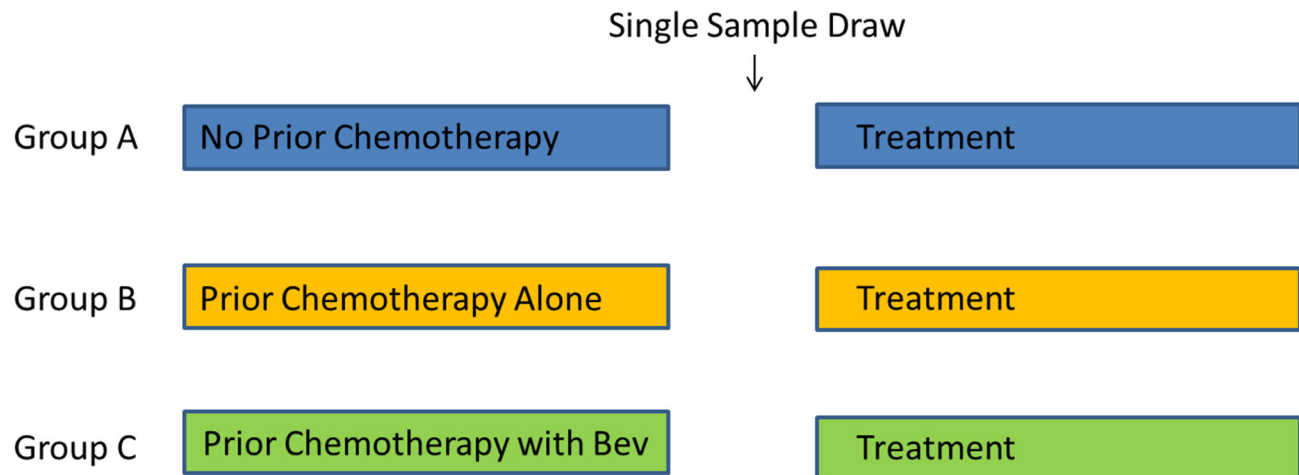 Single Sample Draw
Group A No Prior Chemotherapy Treatment
Group B Prior Chemotherapy Alone Treatment
Group C Prior Chemotherapy with Bev Treatment